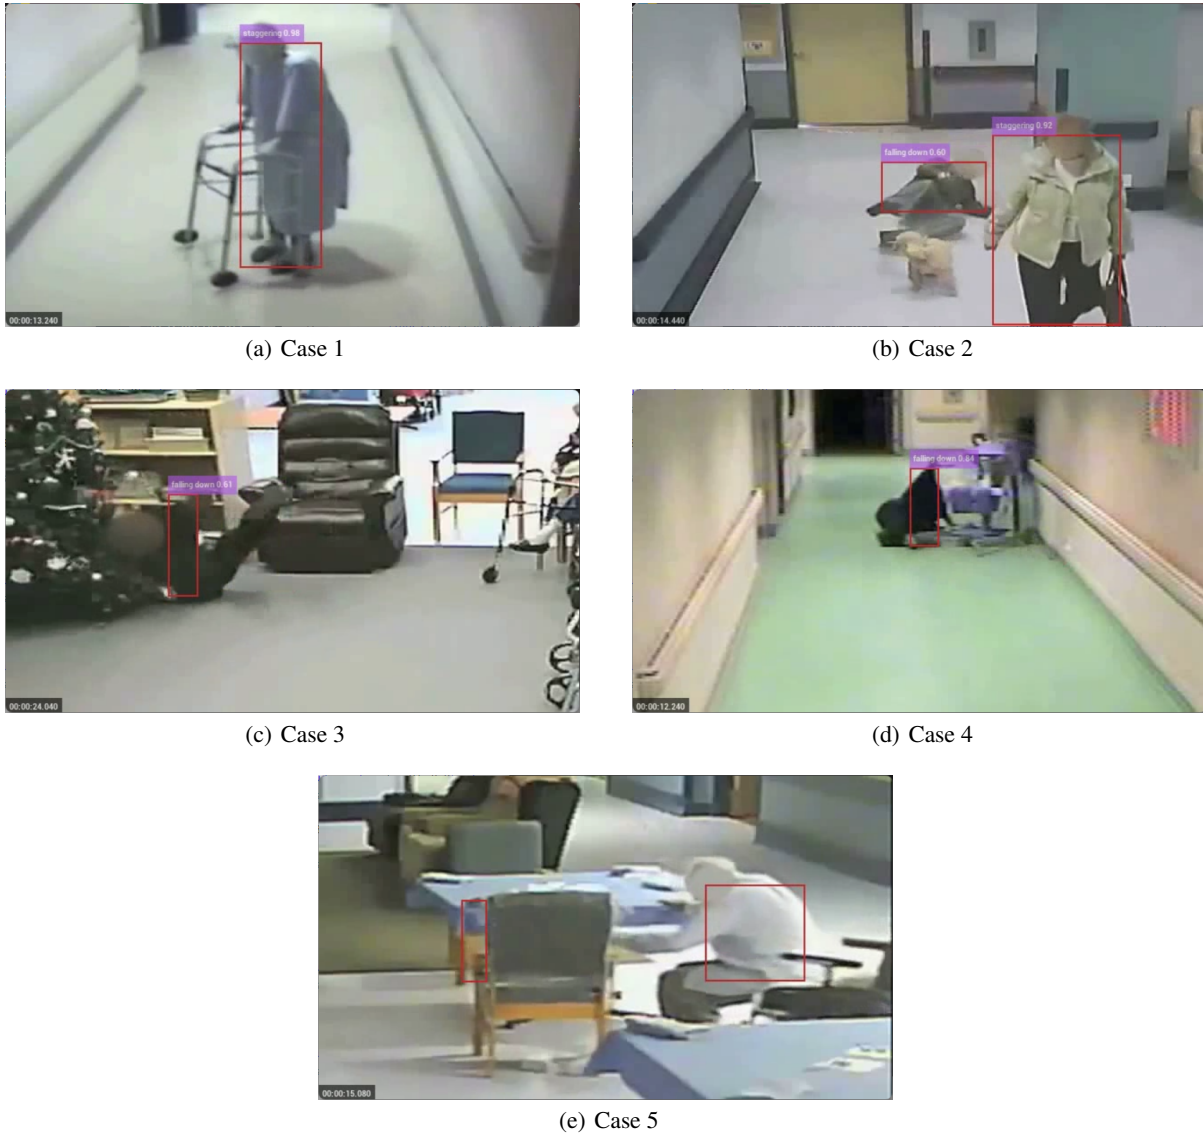 staggering 0.98
00:00:13.240
(a) Case 1
staggering 0.92
falling down 0.60
00:00:14.440
(b) Case 2
falling down 0.61
00:00:24.040
(c) Case 3
falling down 0.84
00:00:12.240
(d) Case 4
00:00:15.080
(e) Case 5